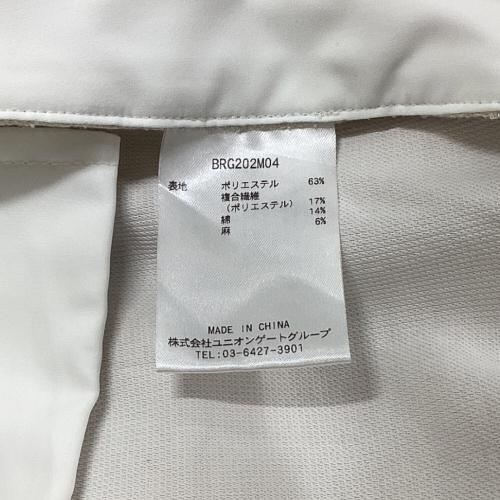 BRG202M04
表地 ポリエステル 63%
複合繊維
(ポリエステル) 17%
綿 14%
麻 6%
MADE IN CHINA
株式会社ユニオンゲートグループ
TEL:03-6427-3901